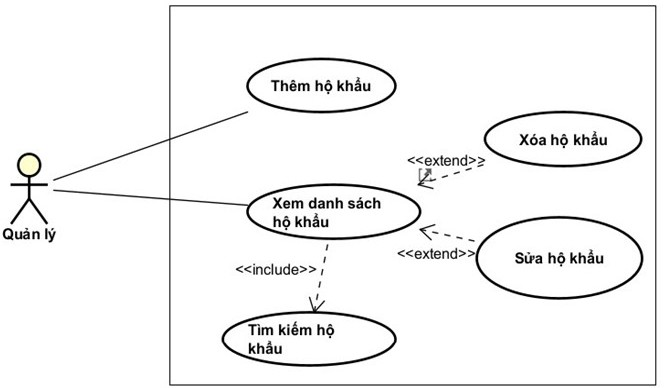 Thêm hộ khẩu
Xóa hộ khẩu
<<extend>>
Xem danh sách
hộ khẩu
Quản lý
<<extend>>
Sửa hộ khẩu
<<include>>
Tìm kiếm hộ
khẩu